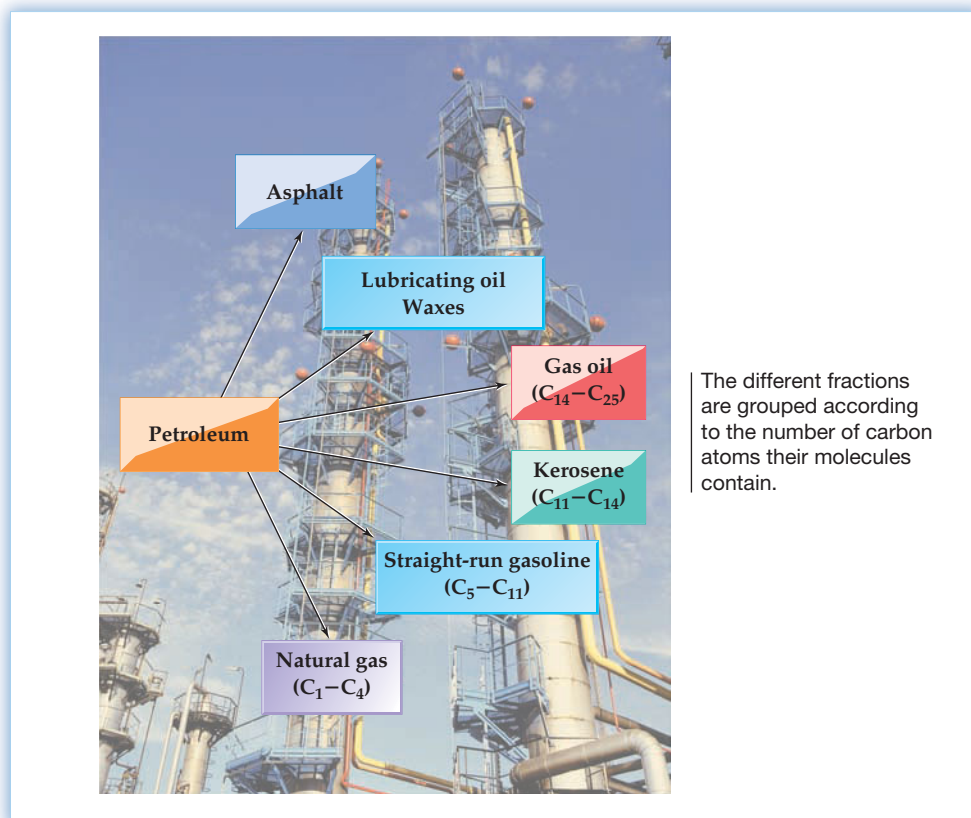 Asphalt
Lubricating oil
Waxes
Gas oil
(C₁₄–C₂₅)
Petroleum
Kerosene
(C₁₁–C₁₄)
Straight-run gasoline
(C₅–C₁₁)
Natural gas
(C₁–C₄)
The different fractions
are grouped according
to the number of carbon
atoms their molecules
contain.